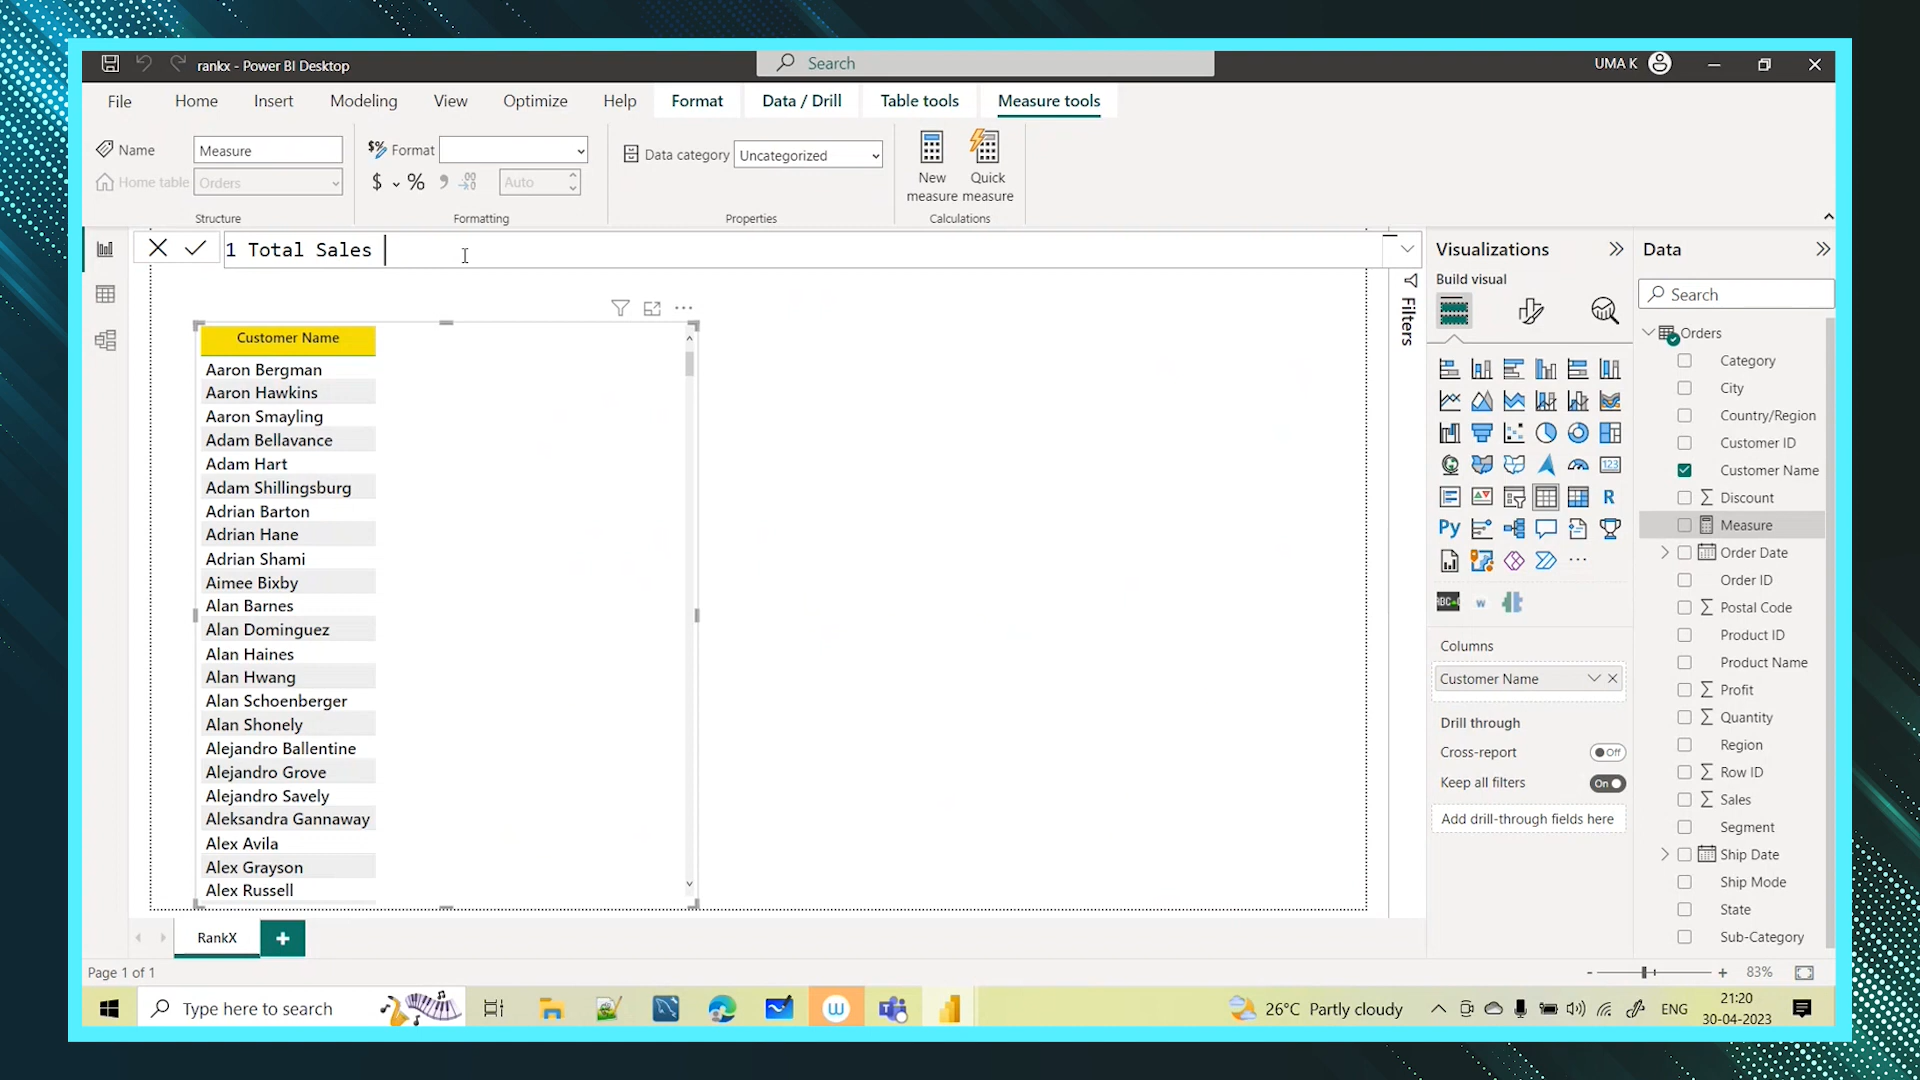 rankx - Power BI Desktop
Search
UMA K
File
Home
Insert
Modeling
View
Optimize
Help
Format
Data / Drill
Table tools
Measure tools
Name
Measure
Home table
Orders
Structure
Format
$ % 9
Auto
Formatting
Data category
Uncategorized
Properties
New measure
Quick measure
Calculations
1 Total Sales
Customer Name
Aaron Bergman
Aaron Hawkins
Aaron Smayling
Adam Bellavance
Adam Hart
Adam Shillingsburg
Adrian Barton
Adrian Hane
Adrian Shami
Aimee Bixby
Alan Barnes
Alan Dominguez
Alan Haines
Alan Hwang
Alan Schoenberger
Alan Shonely
Alejandro Ballentine
Alejandro Grove
Alejandro Savely
Aleksandra Gannaway
Alex Avila
Alex Grayson
Alex Russell
Filters
Visualizations
Build visual
123
R
Py
Columns
Customer Name
Drill through
Cross-report
Off
Keep all filters
On
Add drill-through fields here
Data
Search
Orders
Category
City
Country/Region
Customer ID
Customer Name
Discount
Measure
Order Date
Order ID
Postal Code
Product ID
Product Name
Profit
Quantity
Region
Row ID
Sales
Segment
Ship Date
Ship Mode
State
Sub-Category
RankX
Page 1 of 1
83%
Type here to search
26°C Partly cloudy
ENG
21:20
30-04-2023